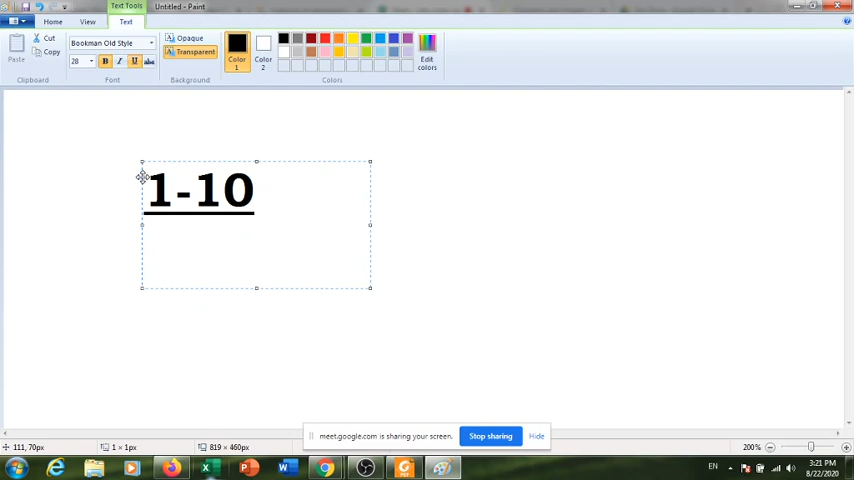 Text Tools
Untitled - Paint
Home
View
Text
Paste
Cut
Copy
Clipboard
Bookman Old Style
28
B
I
U
abc
Font
Opaque
Transparent
Background
Color
1
Color
2
Edit
colors
Colors
1-10
meet.google.com is sharing your screen.
Stop sharing
Hide
111, 70px
1 × 1px
819 × 460px
200%
EN
3:21 PM
8/22/2020